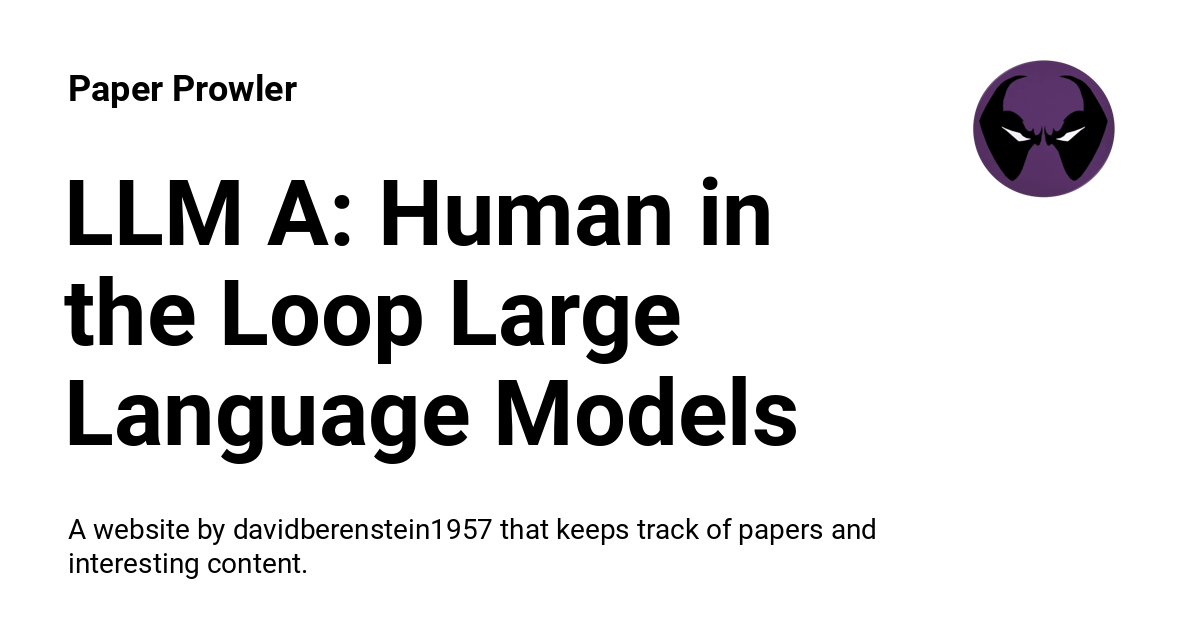 Paper Prowler
LLM A: Human in
the Loop Large
Language Models
A website by davidberenstein1957 that keeps track of papers and
interesting content.